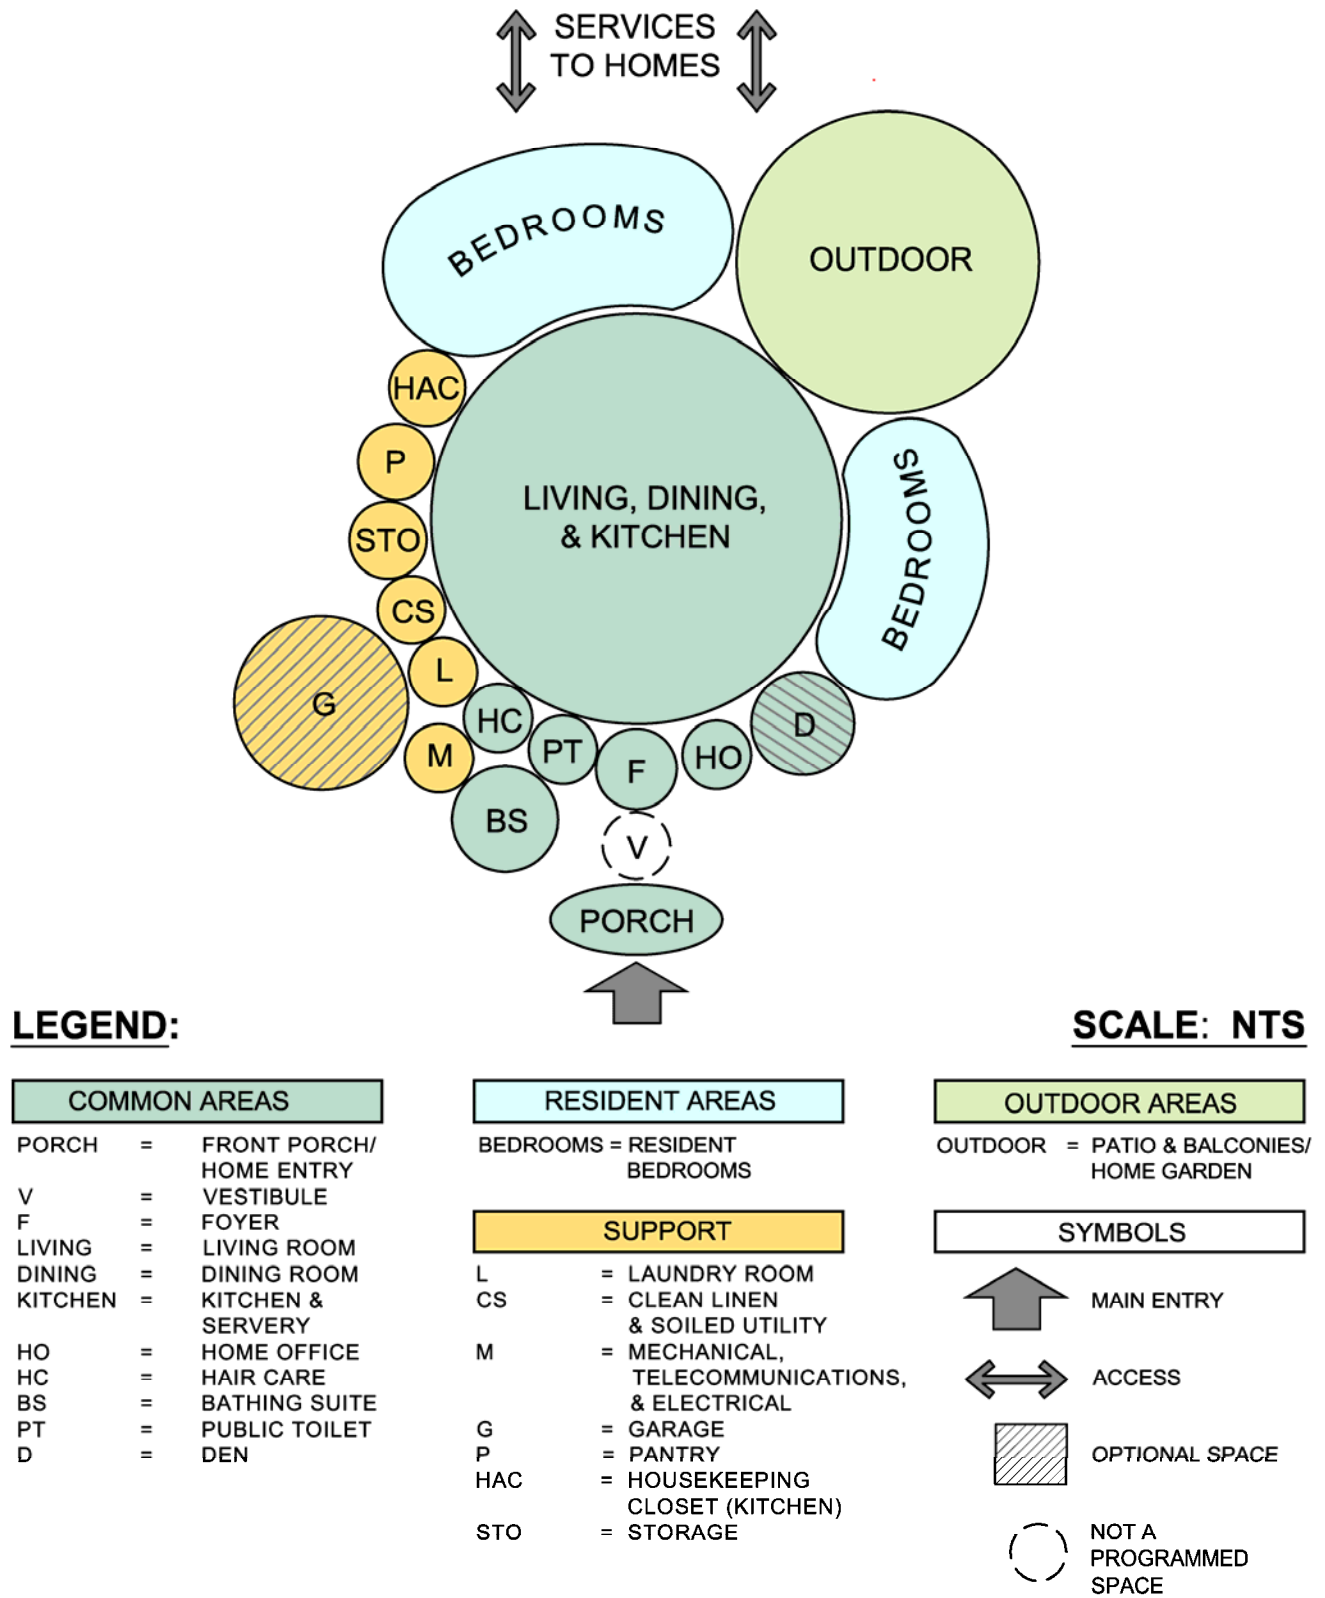 SERVICES
TO HOMES
BEDROOMS
OUTDOOR
HAC
P
STO
CS
LIVING, DINING,
& KITCHEN
BEDROOMS
G
L
M
HC
PT
F
HO
D
BS
V
PORCH
LEGEND:
SCALE: NTS
COMMON AREAS
PORCH = FRONT PORCH/
HOME ENTRY
V = VESTIBULE
F = FOYER
LIVING = LIVING ROOM
DINING = DINING ROOM
KITCHEN = KITCHEN &
SERVERY
HO = HOME OFFICE
HC = HAIR CARE
BS = BATHING SUITE
PT = PUBLIC TOILET
D = DEN
RESIDENT AREAS
BEDROOMS = RESIDENT
BEDROOMS
SUPPORT
L = LAUNDRY ROOM
CS = CLEAN LINEN
& SOILED UTILITY
M = MECHANICAL,
TELECOMMUNICATIONS,
& ELECTRICAL
G = GARAGE
P = PANTRY
HAC = HOUSEKEEPING
CLOSET (KITCHEN)
STO = STORAGE
OUTDOOR AREAS
OUTDOOR = PATIO & BALCONIES/
HOME GARDEN
SYMBOLS
MAIN ENTRY
ACCESS
OPTIONAL SPACE
NOT A
PROGRAMMED
SPACE